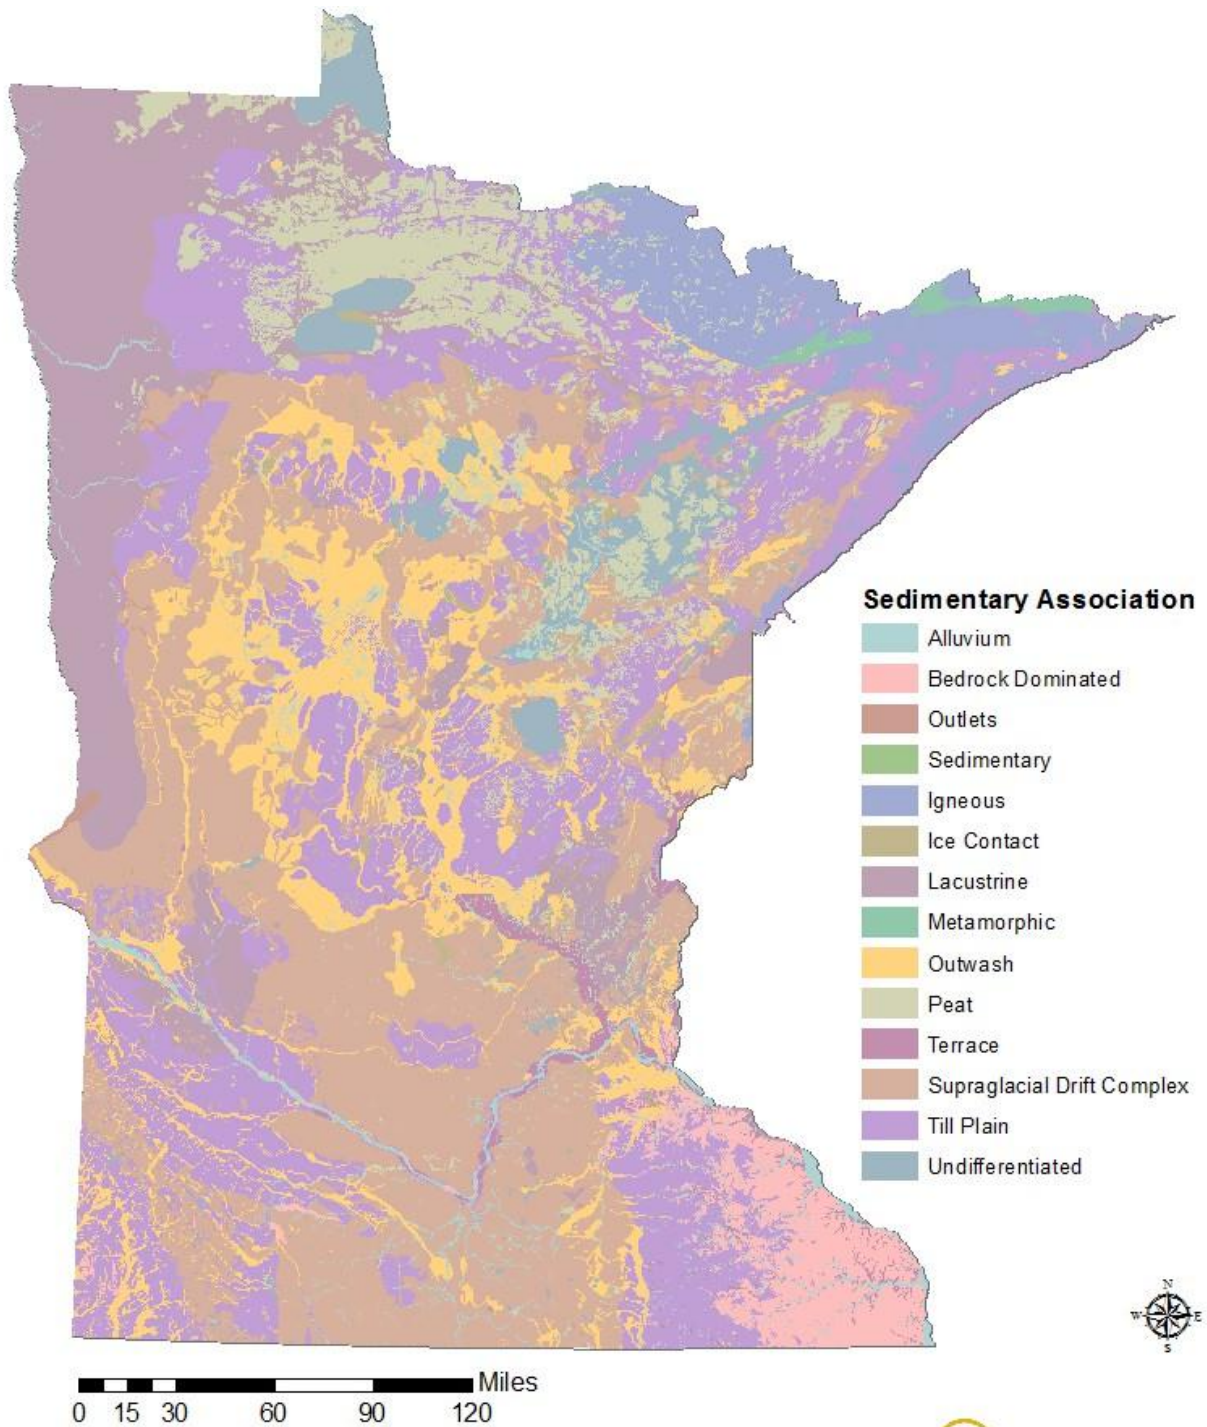 Sedimentary Association
Alluvium
Bedrock Dominated
Outlets
Sedimentary
Igneous
Ice Contact
Lacustrine
Metamorphic
Outwash
Peat
Terrace
Supraglacial Drift Complex
Till Plain
Undifferentiated
N
W E
S
Miles
0 15 30 60 90 120